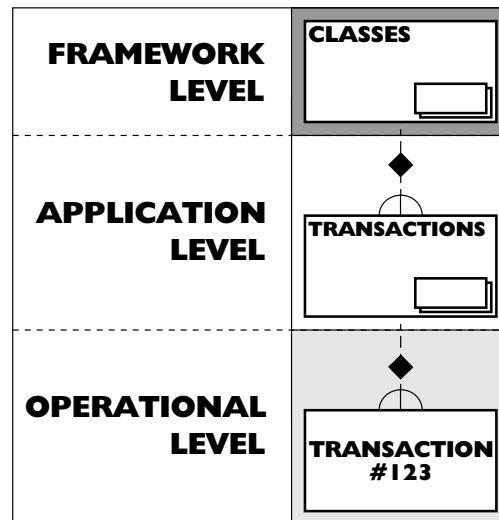 FRAMEWORK
LEVEL
CLASSES
APPLICATION
LEVEL
TRANSACTIONS
OPERATIONAL
LEVEL
TRANSACTION
#123